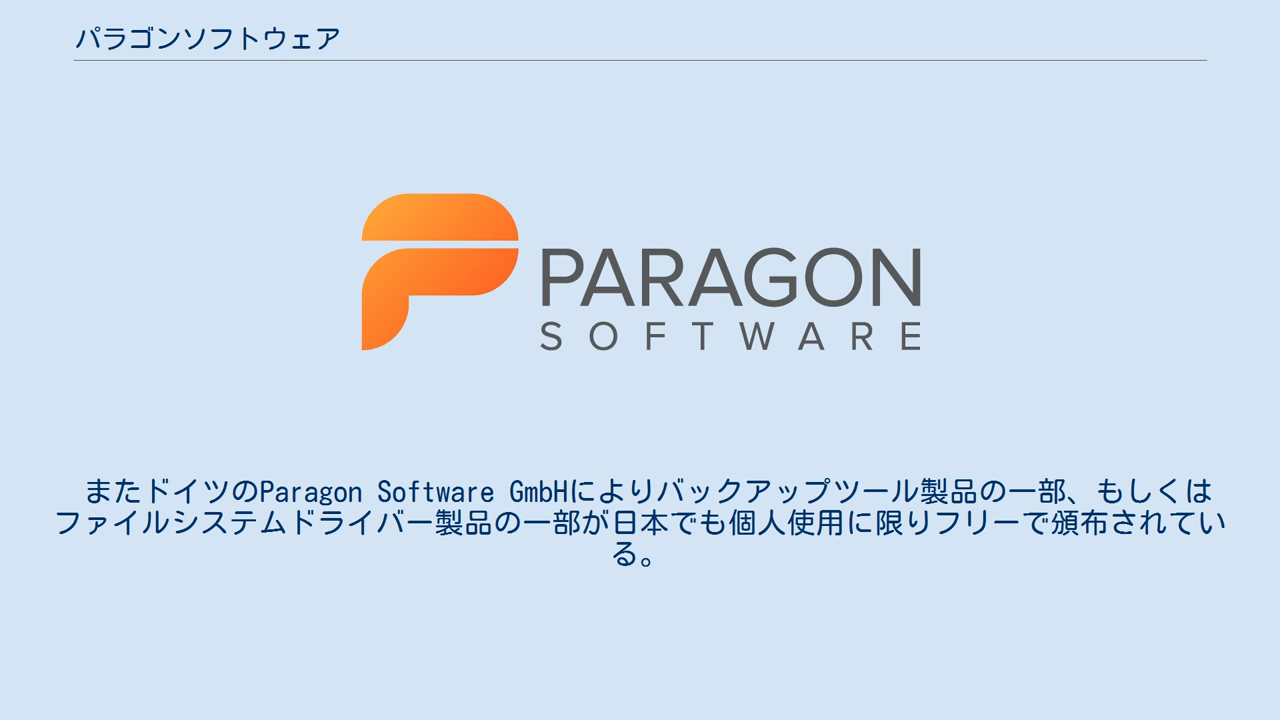 パラゴンソフトウェア
PARAGON
SOFTWARE
またドイツのParagon Software GmbHによりバックアップツール製品の一部、もしくは
ファイルシステムドライバー製品の一部が日本でも個人使用に限りフリーで頒布されてい
る。